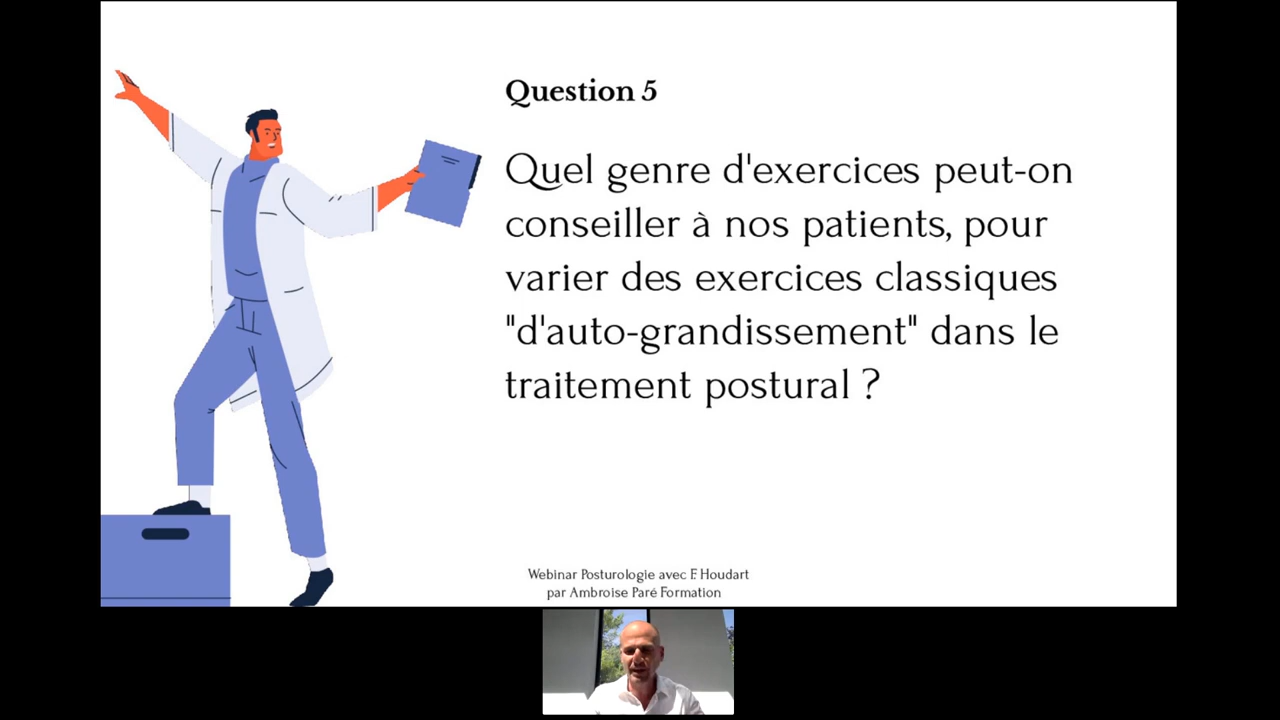 Question 5
Quel genre d'exercices peut-on
conseiller à nos patients, pour
varier des exercices classiques
"d'auto-grandissement" dans le
traitement postural ?
Webinar Posturologie avec F. Houdart
par Ambroise Paré Formation